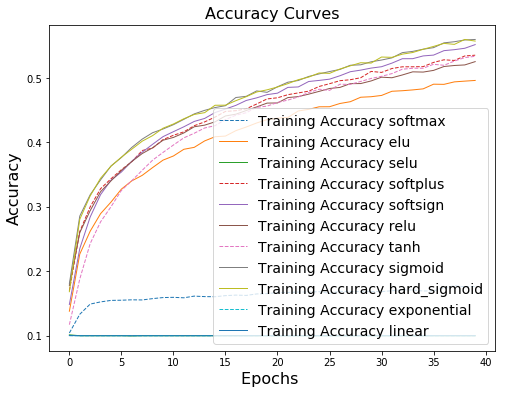 Accuracy Curves
Accuracy
0.5
0.4
0.3
0.2
0.1
Training Accuracy softmax
Training Accuracy elu
Training Accuracy selu
Training Accuracy softplus
Training Accuracy softsign
Training Accuracy relu
Training Accuracy tanh
Training Accuracy sigmoid
Training Accuracy hard_sigmoid
Training Accuracy exponential
Training Accuracy linear
0 5 10 15 20 25 30 35 40
Epochs